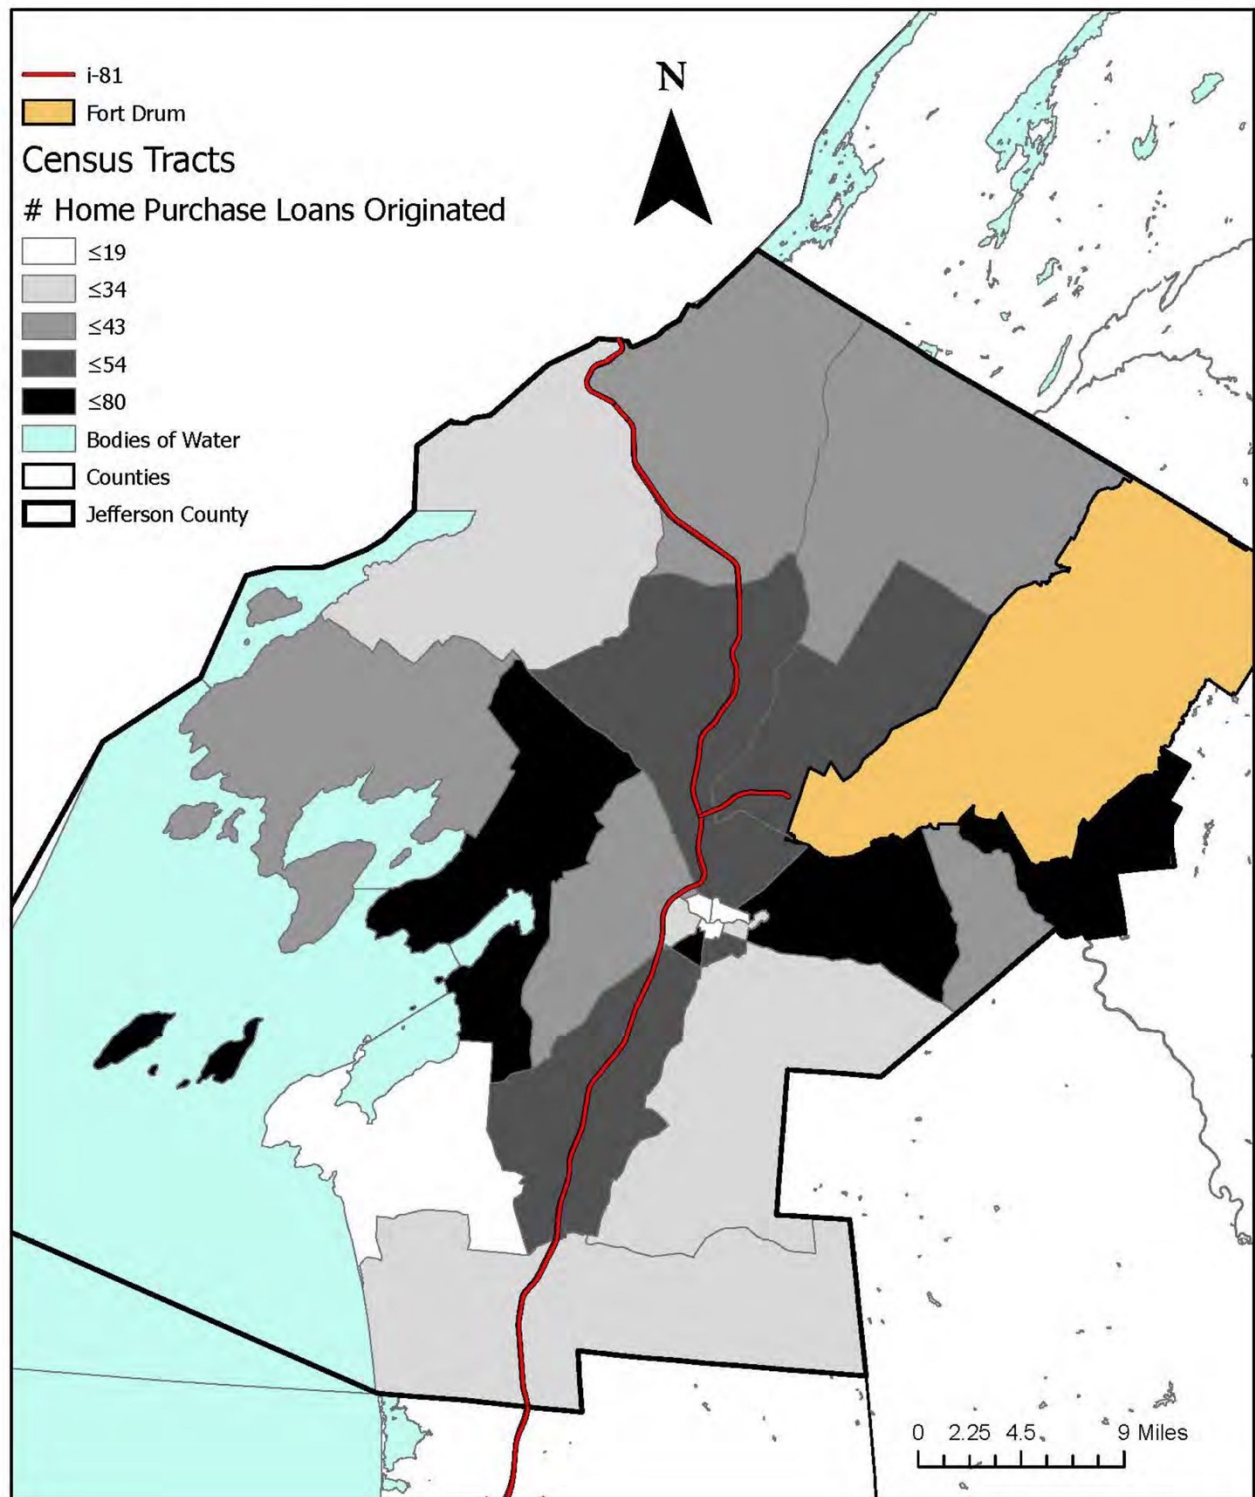 i-81
Fort Drum
Census Tracts
# Home Purchase Loans Originated
≤19
≤34
≤43
≤54
≤80
Bodies of Water
Counties
Jefferson County
N
0 2.25 4.5 9 Miles